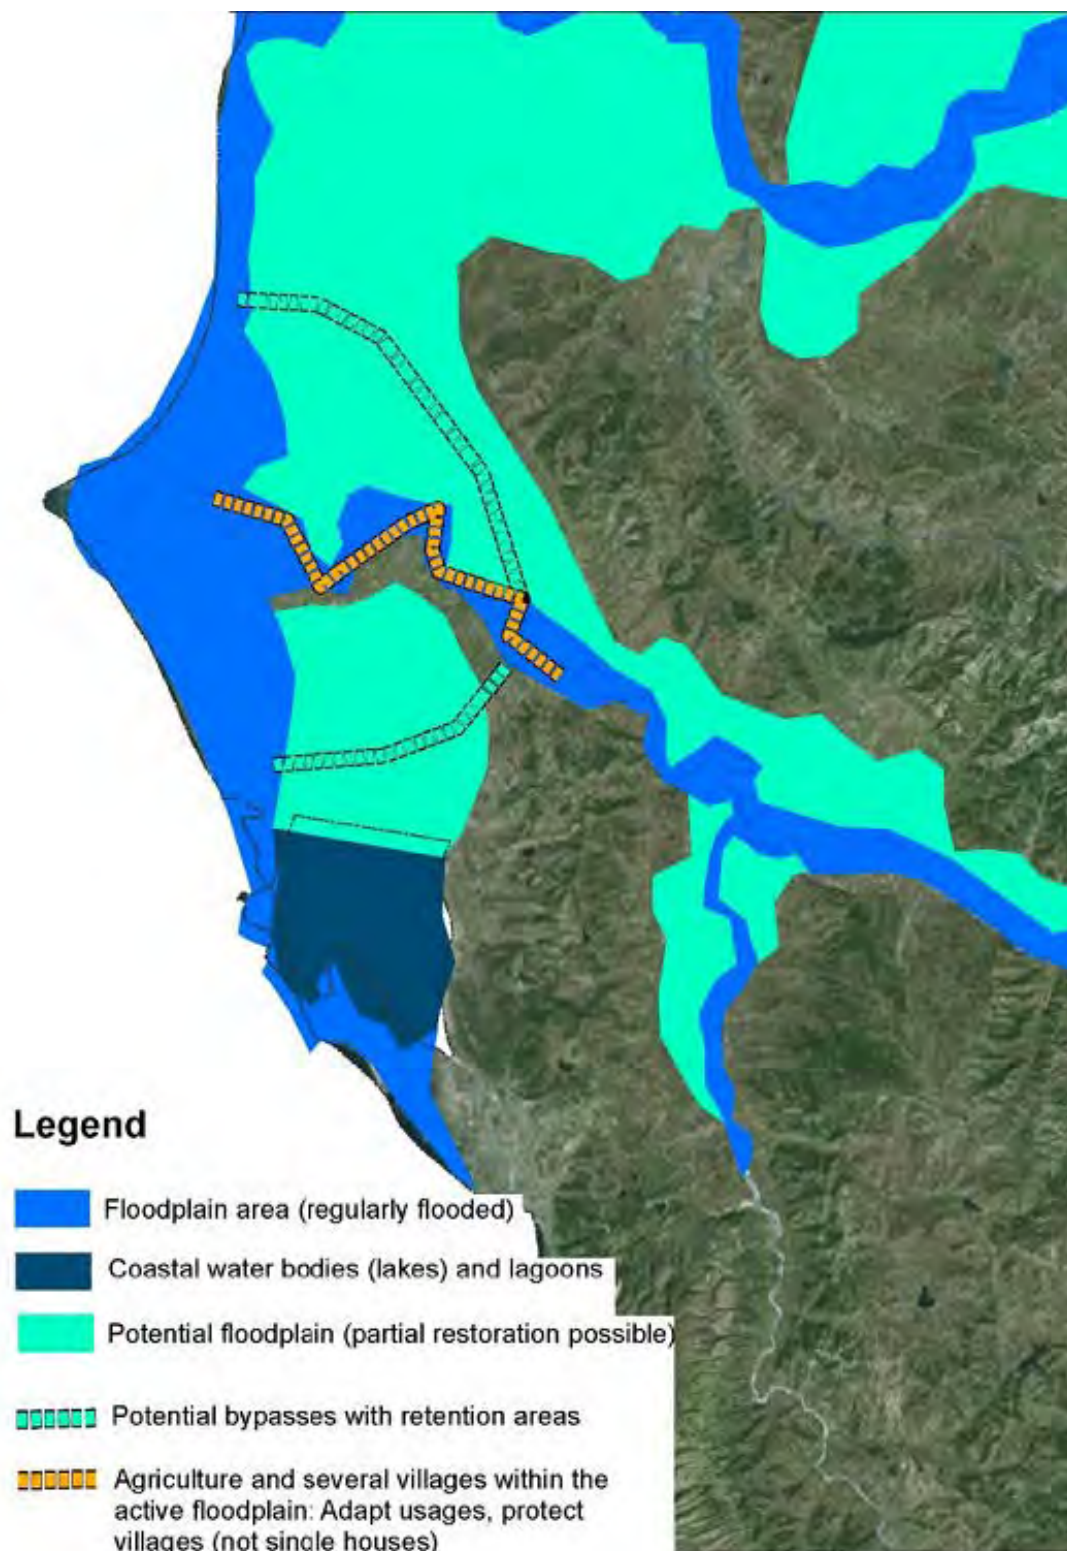 Legend
Floodplain area (regularly flooded)
Coastal water bodies (lakes) and lagoons
Potential floodplain (partial restoration possible)
Potential bypasses with retention areas
Agriculture and several villages within the
active floodplain: Adapt usages, protect
villages (not single houses)